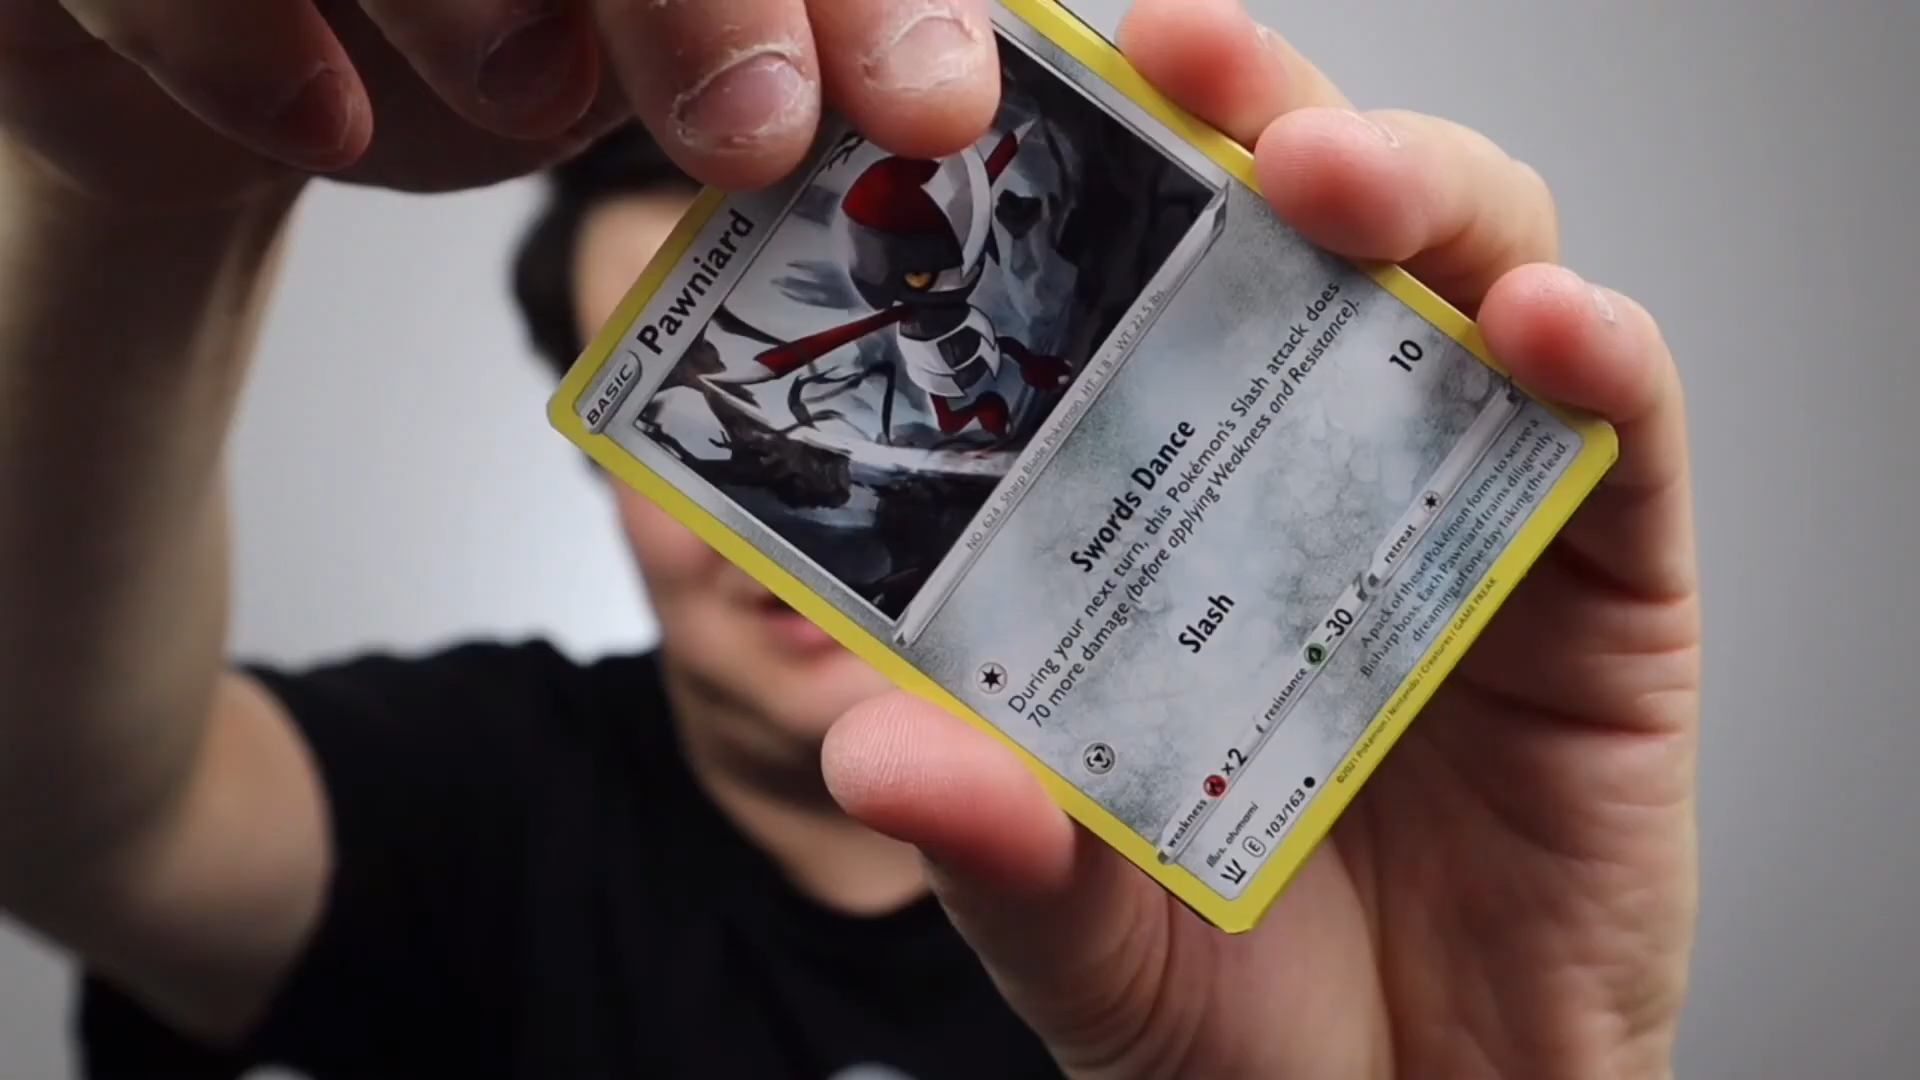 BASIC Pawniard
NO. 624 Sharp Blade Pokémon HT: 1'8" WT: 22.5 lbs.
Swords Dance
During your next turn, this Pokémon's Slash attack does
70 more damage (before applying Weakness and Resistance).
Slash 10
weakness ×2 resistance -30 retreat
Illus. otumami
E 103/163
A pack of these Pokémon forms to serve a
Bisharp boss. Each Pawniard trains diligently,
dreaming of one day taking the lead.
©2021 Pokémon / Nintendo / Creatures / GAME FREAK